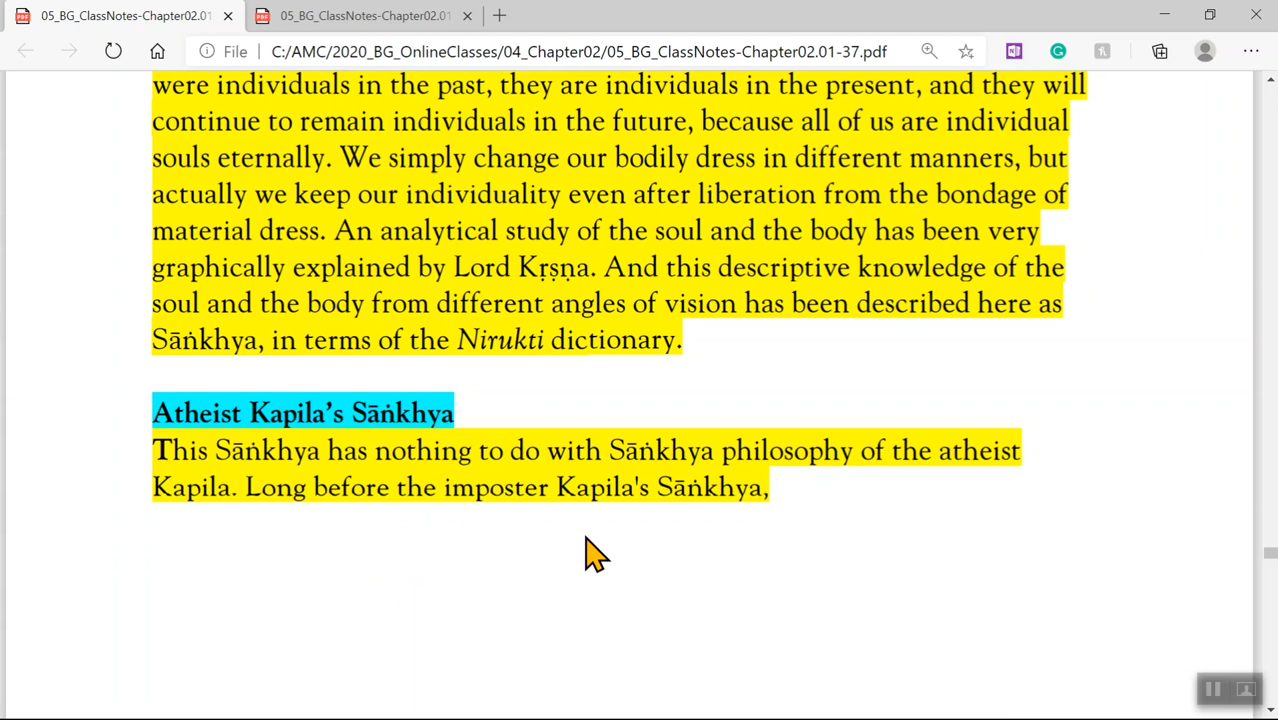 05_BG_ClassNotes-Chapter02.01
05_BG_ClassNotes-Chapter02.01
File
C:/AMC/2020_BG_OnlineClasses/04_Chapter02/05_BG_ClassNotes-Chapter02.01-37.pdf
were individuals in the past, they are individuals in the present, and they will
continue to remain individuals in the future, because all of us are individual
souls eternally. We simply change our bodily dress in different manners, but
actually we keep our individuality even after liberation from the bondage of
material dress. An analytical study of the soul and the body has been very
graphically explained by Lord Kṛṣṇa. And this descriptive knowledge of the
soul and the body from different angles of vision has been described here as
Sāṅkhya, in terms of the Nirukti dictionary.
Atheist Kapila’s Sāṅkhya
This Sāṅkhya has nothing to do with Sāṅkhya philosophy of the atheist
Kapila. Long before the imposter Kapila's Sāṅkhya,